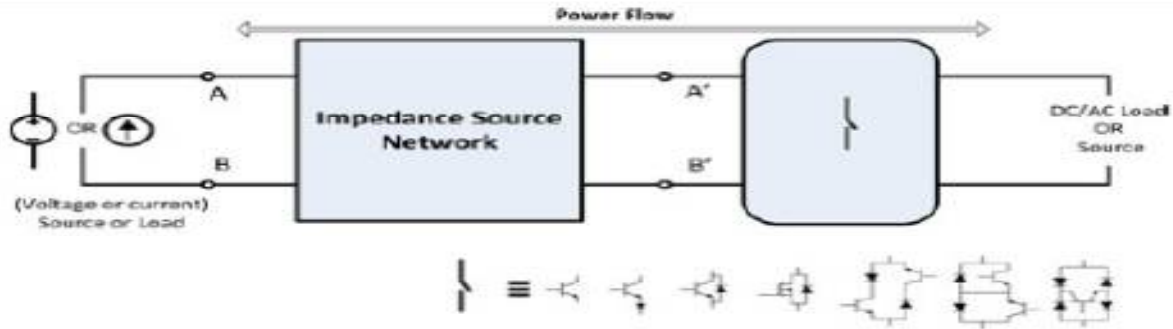 Power Flow
A
A'
Impedance Source
Network
OR
B
B'
DC/AC Load
OR
Source
(Voltage or current)
Source or Load